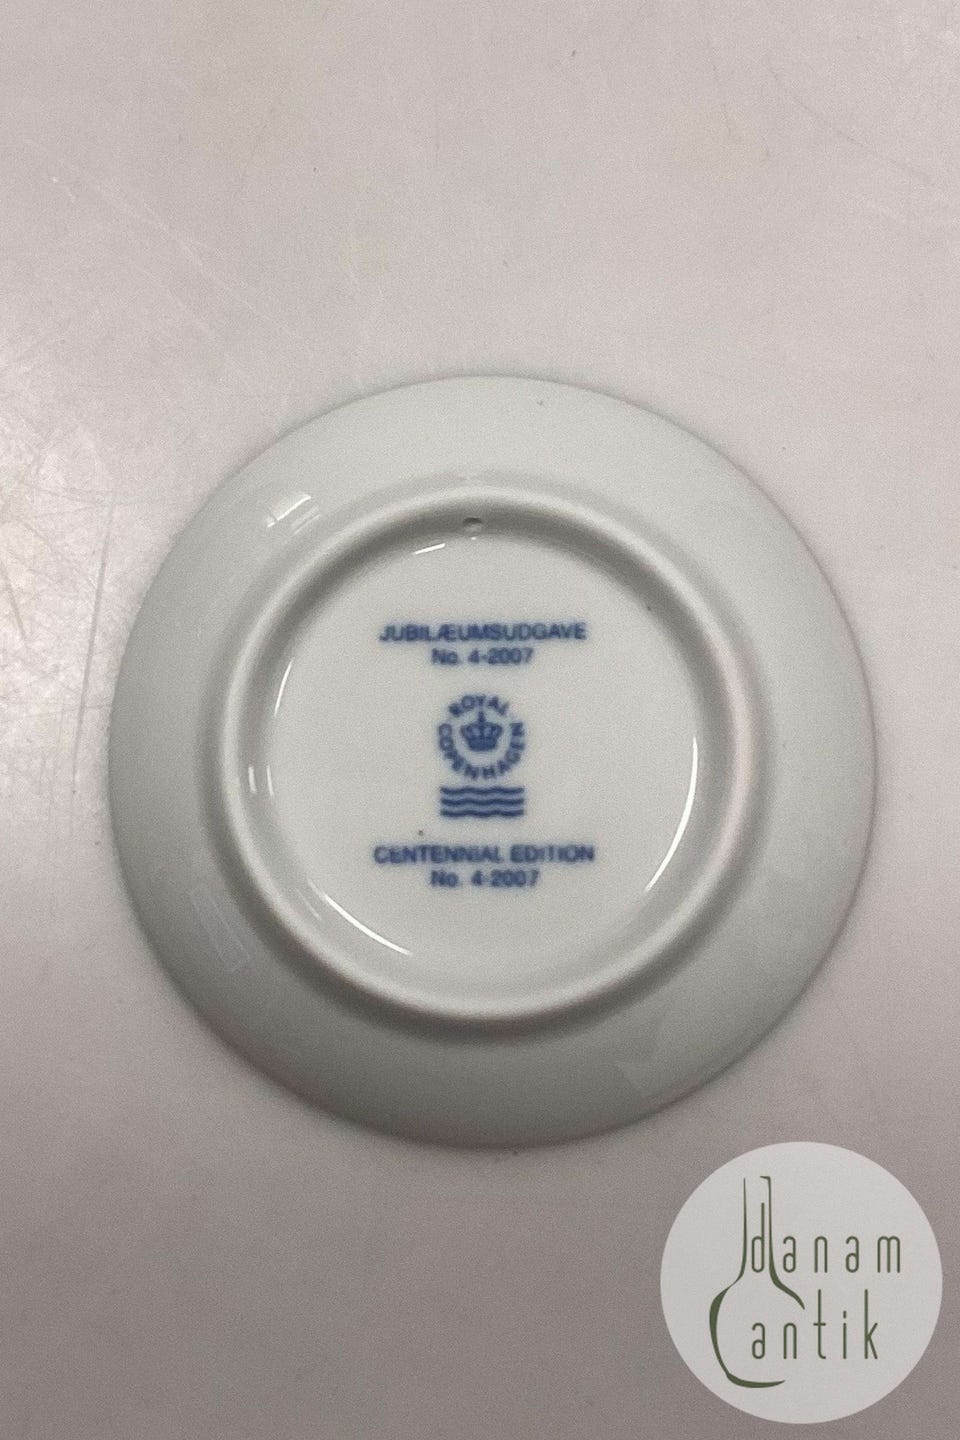 JUBILÆUMSUDGAVE
No. 4-2007
ROYAL
COPENHAGEN
CENTENNIAL EDITION
No. 4-2007
danam
antik